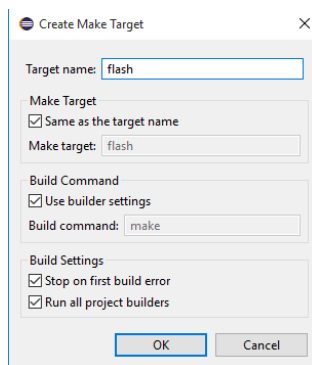 Create Make Target
Target name: flash
Make Target
Same as the target name
Make target: flash
Build Command
Use builder settings
Build command: make
Build Settings
Stop on first build error
Run all project builders
OK Cancel